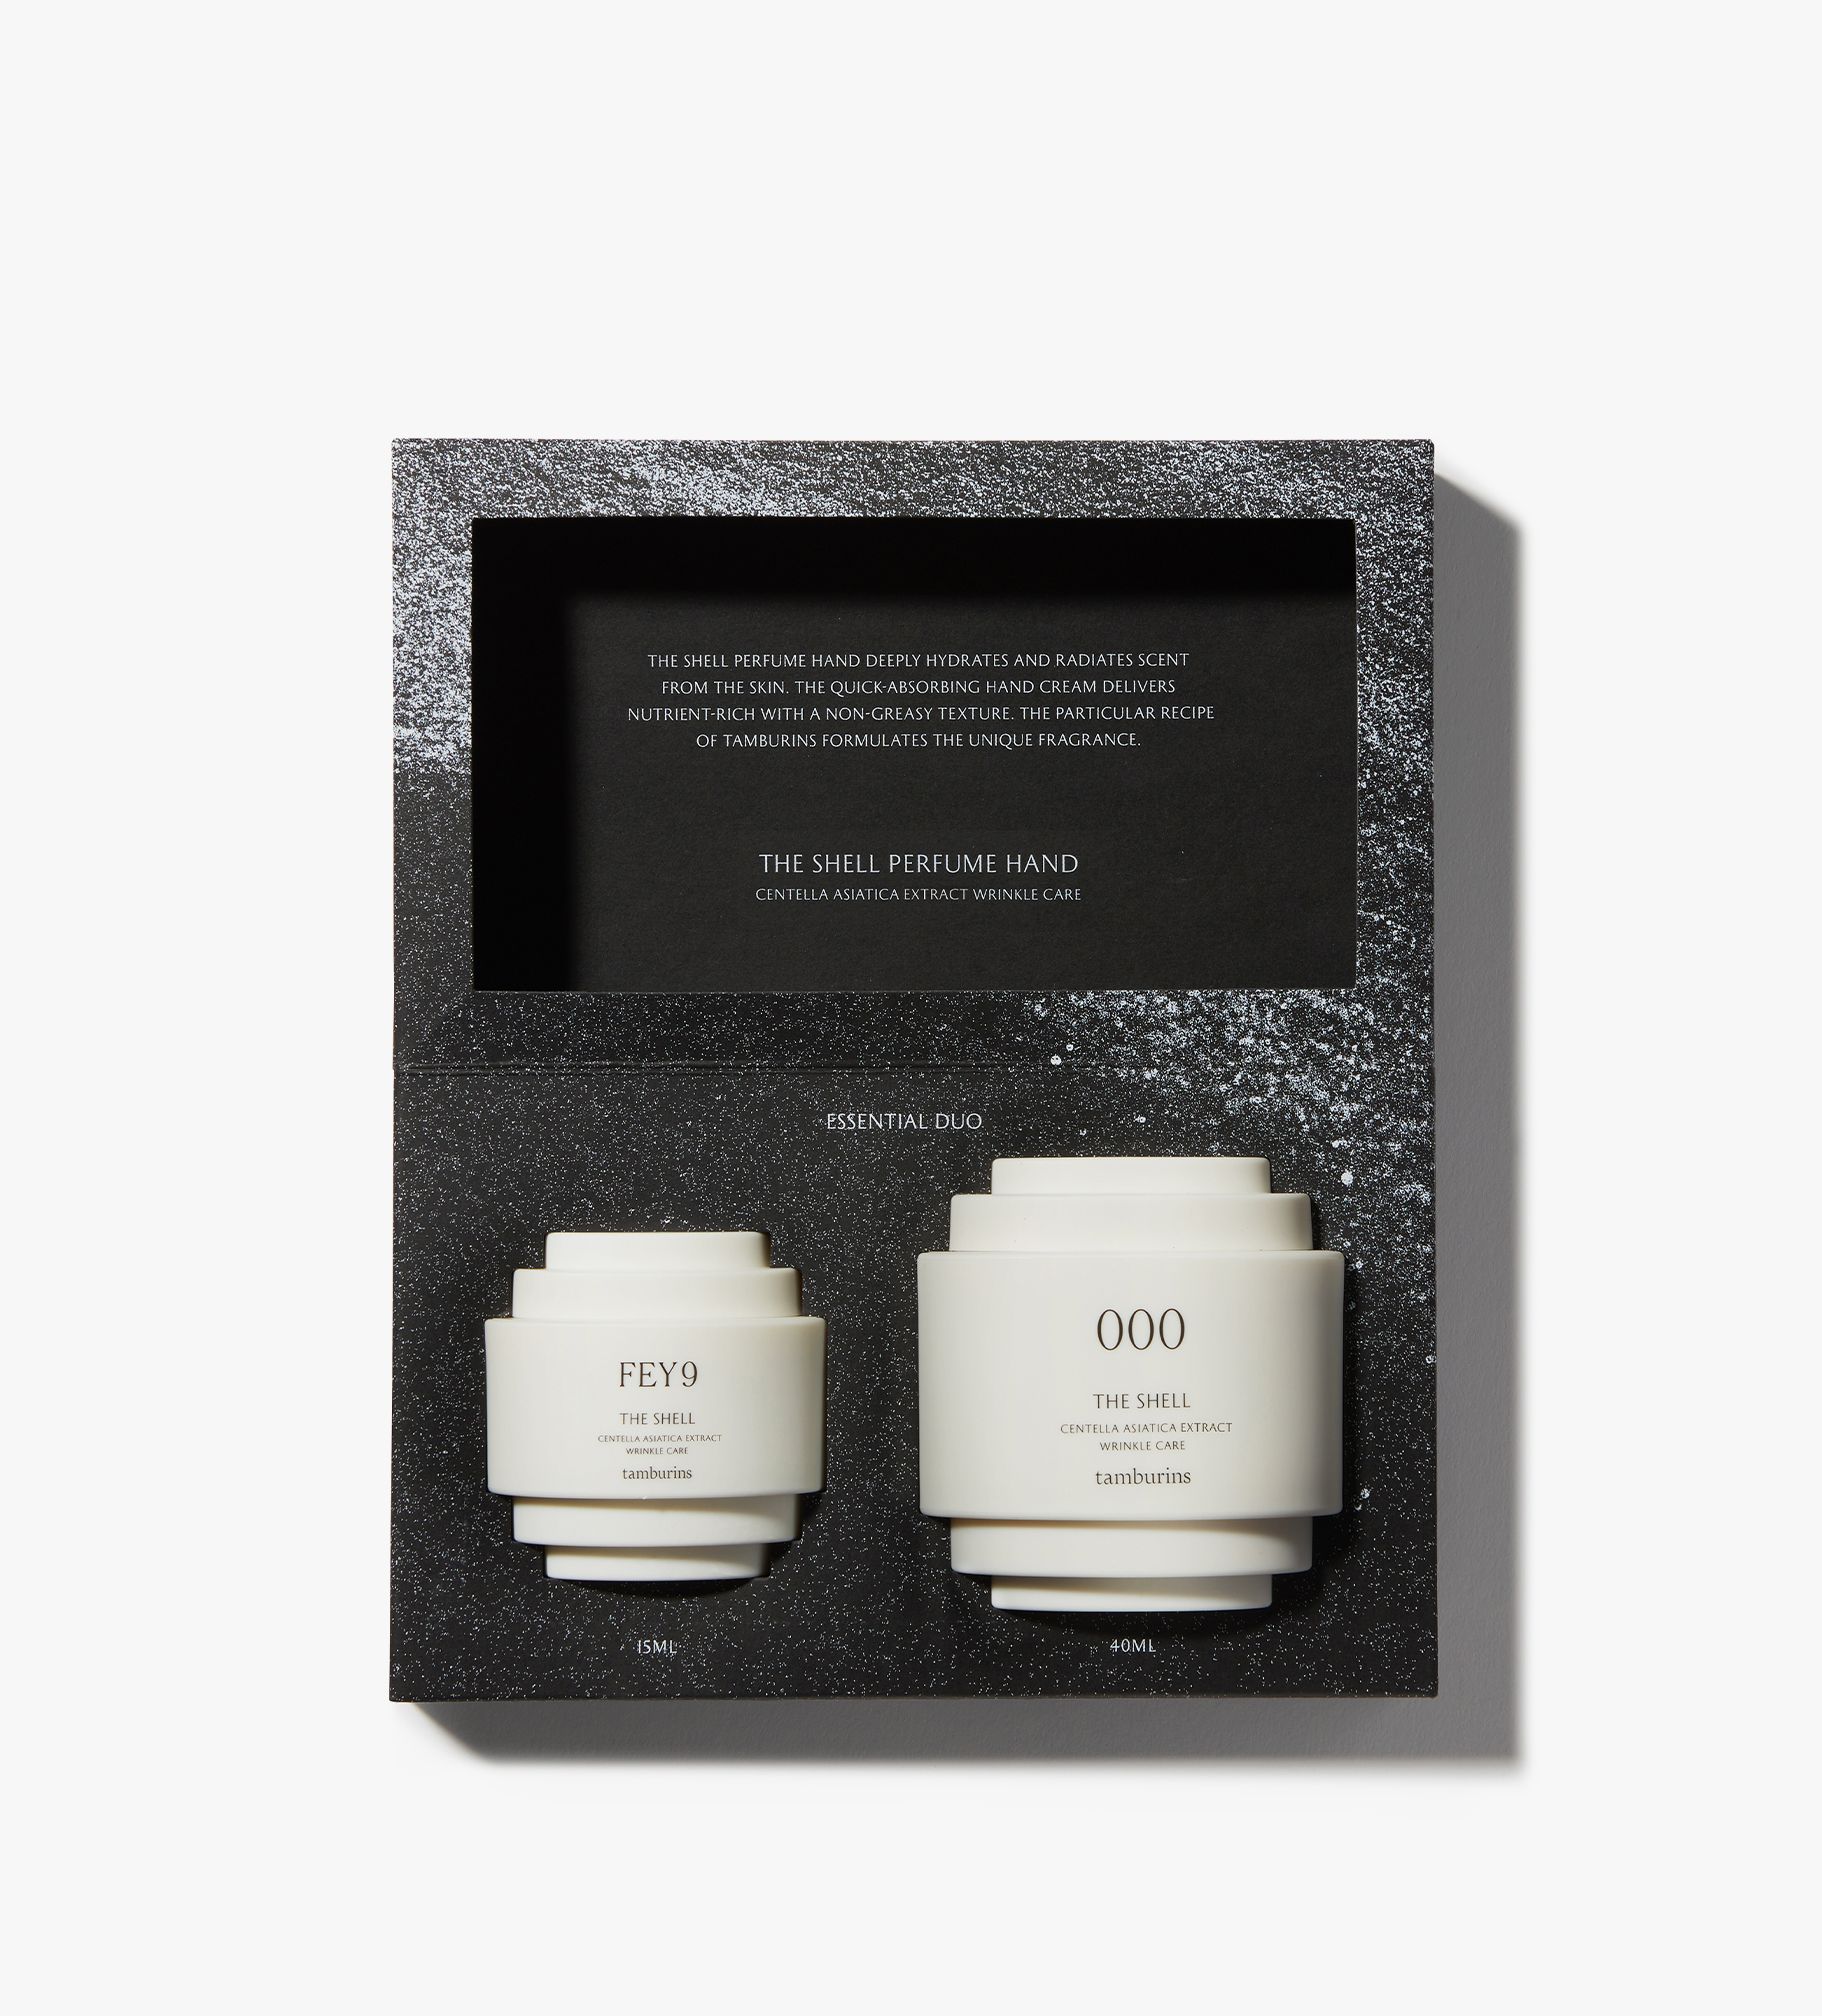 THE SHELL PERFUME HAND DEEPLY HYDRATES AND RADIATES SCENT
FROM THE SKIN. THE QUICK-ABSORBING HAND CREAM DELIVERS
NUTRIENT-RICH WITH A NON-GREASY TEXTURE. THE PARTICULAR RECIPE
OF TAMBURINS FORMULATES THE UNIQUE FRAGRANCE.
THE SHELL PERFUME HAND
CENTELLA ASIATICA EXTRACT WRINKLE CARE
ESSENTIAL DUO
FEY9
THE SHELL
CENTELLA ASIATICA EXTRACT
WRINKLE CARE
tamburins
15ML
000
THE SHELL
CENTELLA ASIATICA EXTRACT
WRINKLE CARE
tamburins
40ML